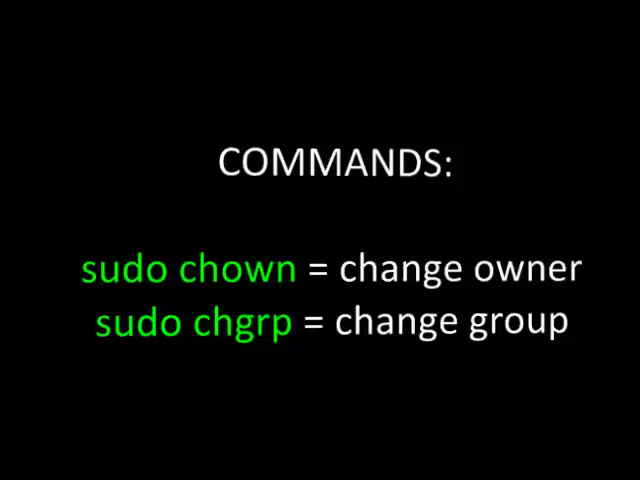 COMMANDS:
sudo chown = change owner
sudo chgrp = change group